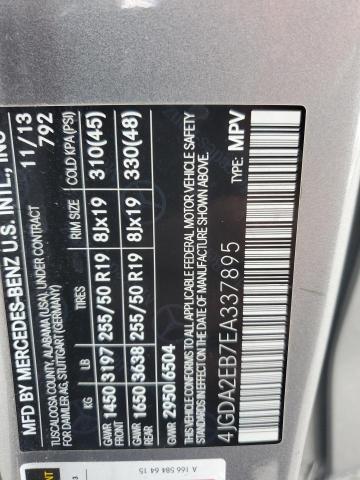 MFD BY MERCEDES-BENZ U.S. INTL., INC
TUSCALOOSA COUNTY, ALABAMA (USA) UNDER CONTRACT
FOR DAIMLER AG, STUTTGART (GERMANY)
11/13
792
KG LB TIRES RIM SIZE COLD KPA(PSI)
GAWR FRONT 1450 3197 255/50 R19 8Jx19 310(45)
GAWR REAR 1650 3638 255/50 R19 8Jx19 330(48)
GVWR 2950 6504
THIS VEHICLE CONFORMS TO ALL APPLICABLE FEDERAL MOTOR VEHICLE SAFETY
STANDARDS IN EFFECT ON THE DATE OF MANUFACTURE SHOWN ABOVE.
4JGDA2EB7EA337895 TYPE: MPV
A 166 584 64 15